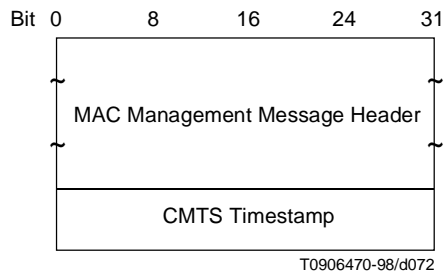 Bit 0 8 16 24 31
MAC Management Message Header
CMTS Timestamp
T0906470-98/d072